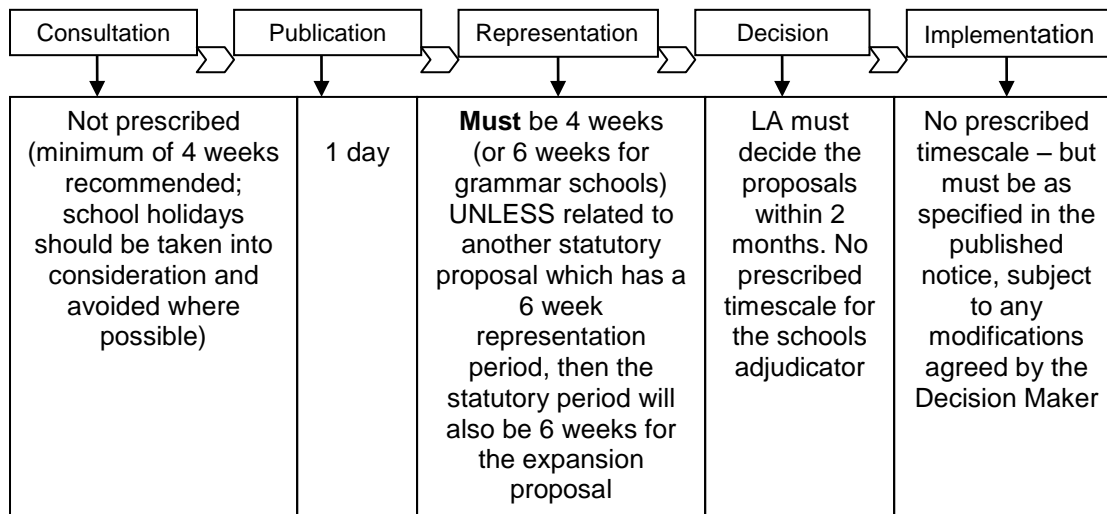 Consultation
Publication
Representation
Decision
Implementation
Not prescribed
(minimum of 4 weeks
recommended;
school holidays
should be taken into
consideration and
avoided where
possible)
1 day
Must be 4 weeks
(or 6 weeks for
grammar schools)
UNLESS related to
another statutory
proposal which has a
6 week
representation
period, then the
statutory period will
also be 6 weeks for
the expansion
proposal
LA must
decide the
proposals
within 2
months. No
prescribed
timescale for
the schools
adjudicator
No prescribed
timescale – but
must be as
specified in the
published
notice, subject
to any
modifications
agreed by the
Decision Maker